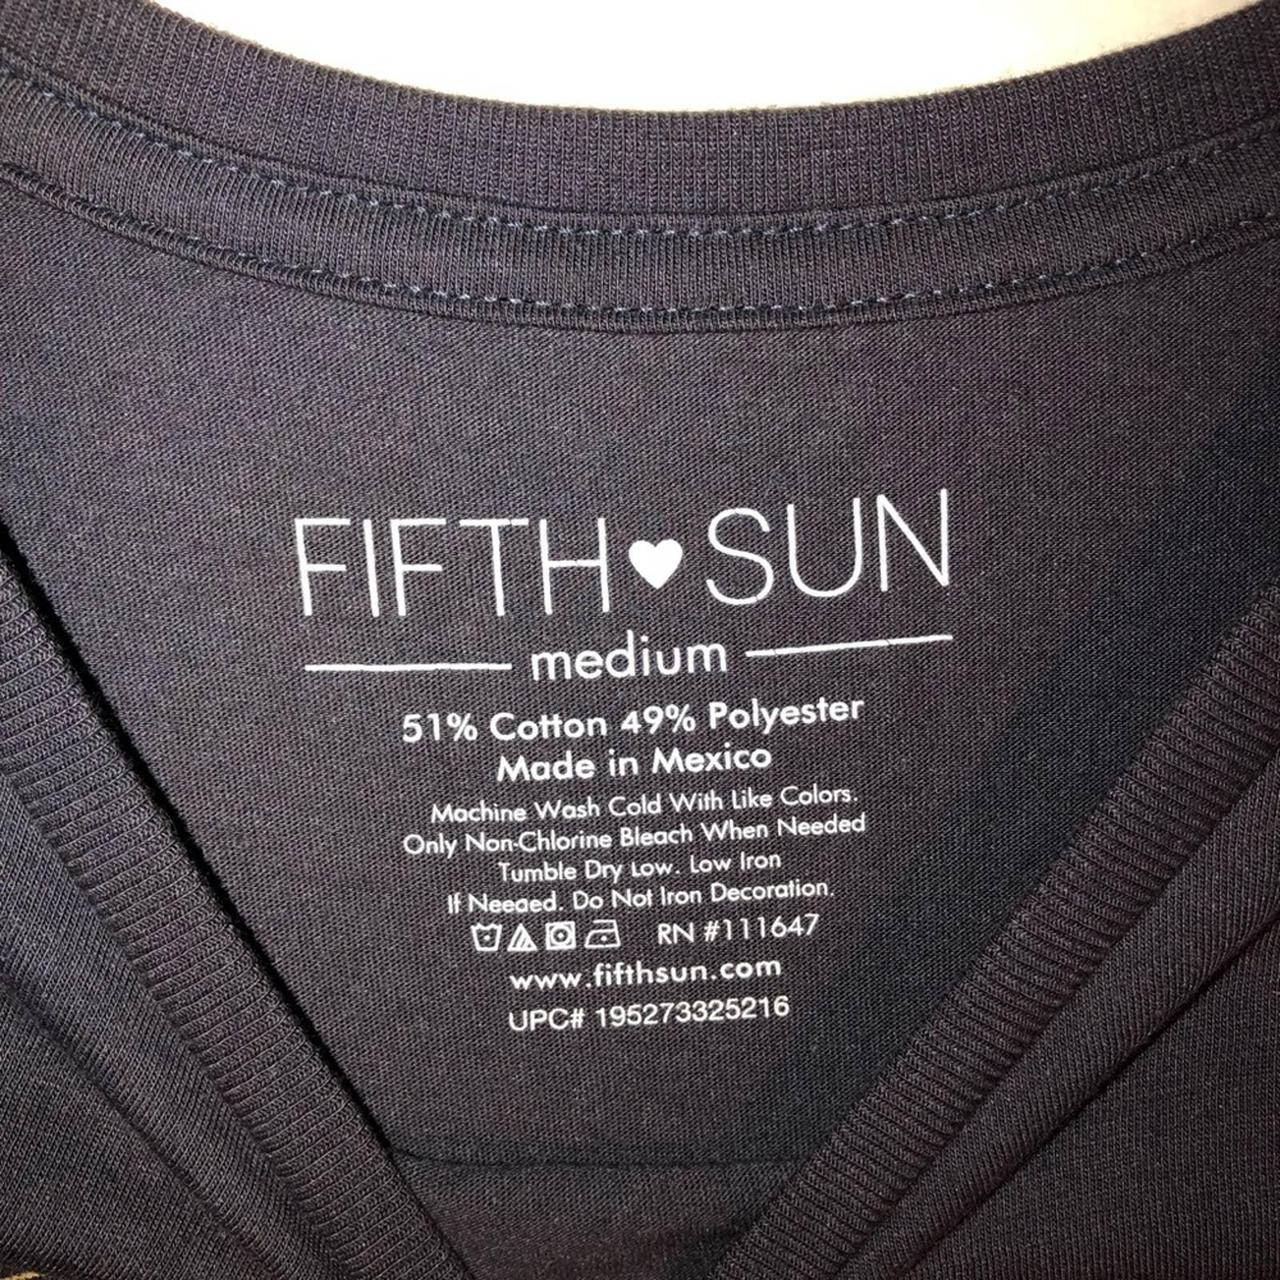 FIFTH♥SUN
medium
51% Cotton 49% Polyester
Made in Mexico
Machine Wash Cold With Like Colors.
Only Non-Chlorine Bleach When Needed
Tumble Dry Low. Low Iron
If Needed. Do Not Iron Decoration.
RN #111647
www.fifthsun.com
UPC# 195273325216